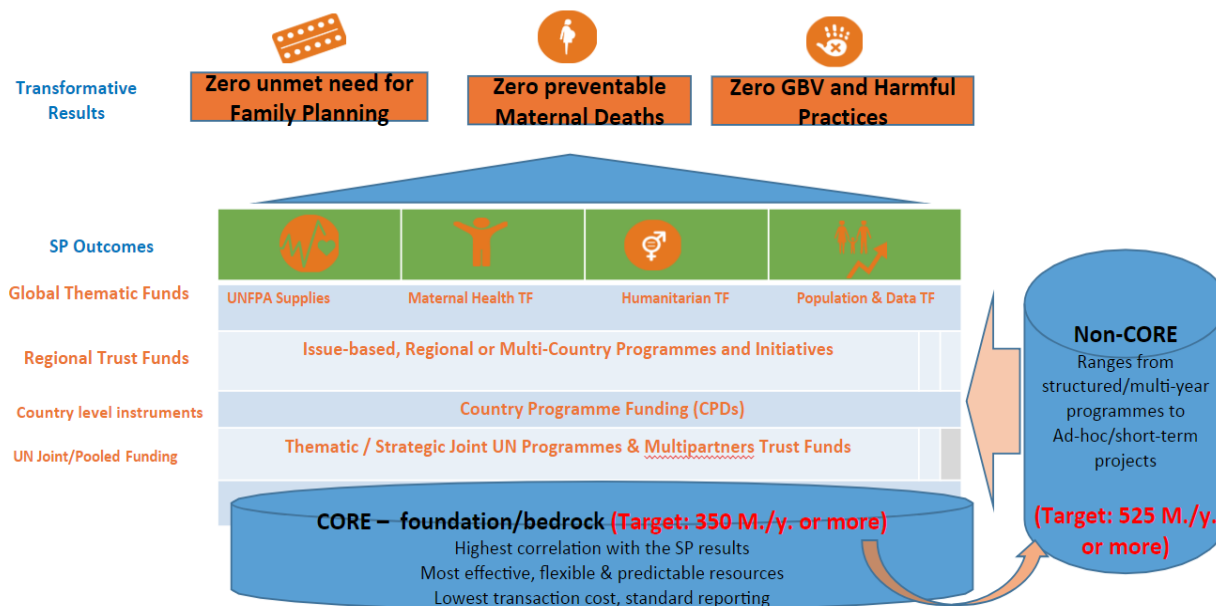 Transformative
Results
Zero unmet need for
Family Planning
Zero preventable
Maternal Deaths
Zero GBV and Harmful
Practices
SP Outcomes
Global Thematic Funds
UNFPA Supplies
Maternal Health TF
Humanitarian TF
Population & Data TF
Regional Trust Funds
Issue-based, Regional or Multi-Country Programmes and Initiatives
Country level instruments
Country Programme Funding (CPDs)
UN Joint/Pooled Funding
Thematic / Strategic Joint UN Programmes & Multipartners Trust Funds
CORE – foundation/bedrock (Target: 350 M./y. or more)
Highest correlation with the SP results
Most effective, flexible & predictable resources
Lowest transaction cost, standard reporting
Non-CORE
Ranges from
structured/multi-year
programmes to
Ad-hoc/short-term
projects
(Target: 525 M./y.
or more)